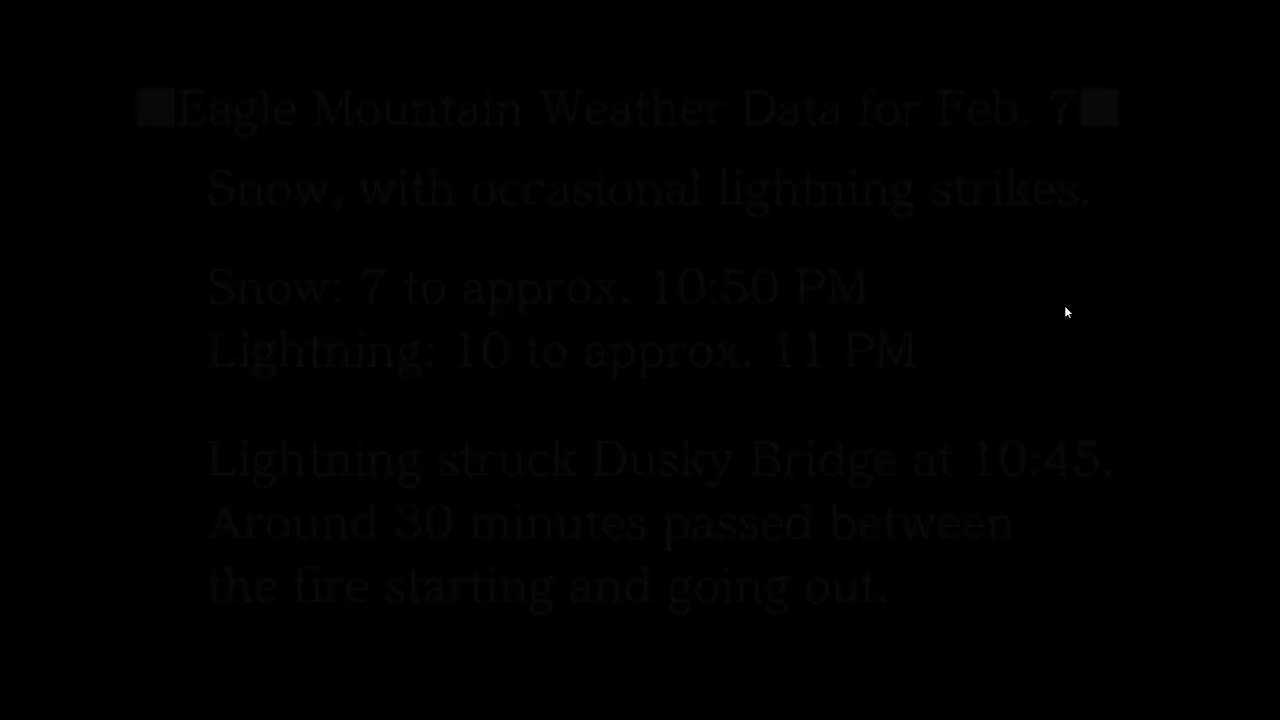 ■Eagle Mountain Weather Data for Feb. 7■
Snow, with occasional lightning strikes.
Snow: 7 to approx. 10:50 PM
Lightning: 10 to approx. 11 PM
Lightning struck Dusky Bridge at 10:45.
Around 30 minutes passed between
the fire starting and going out.